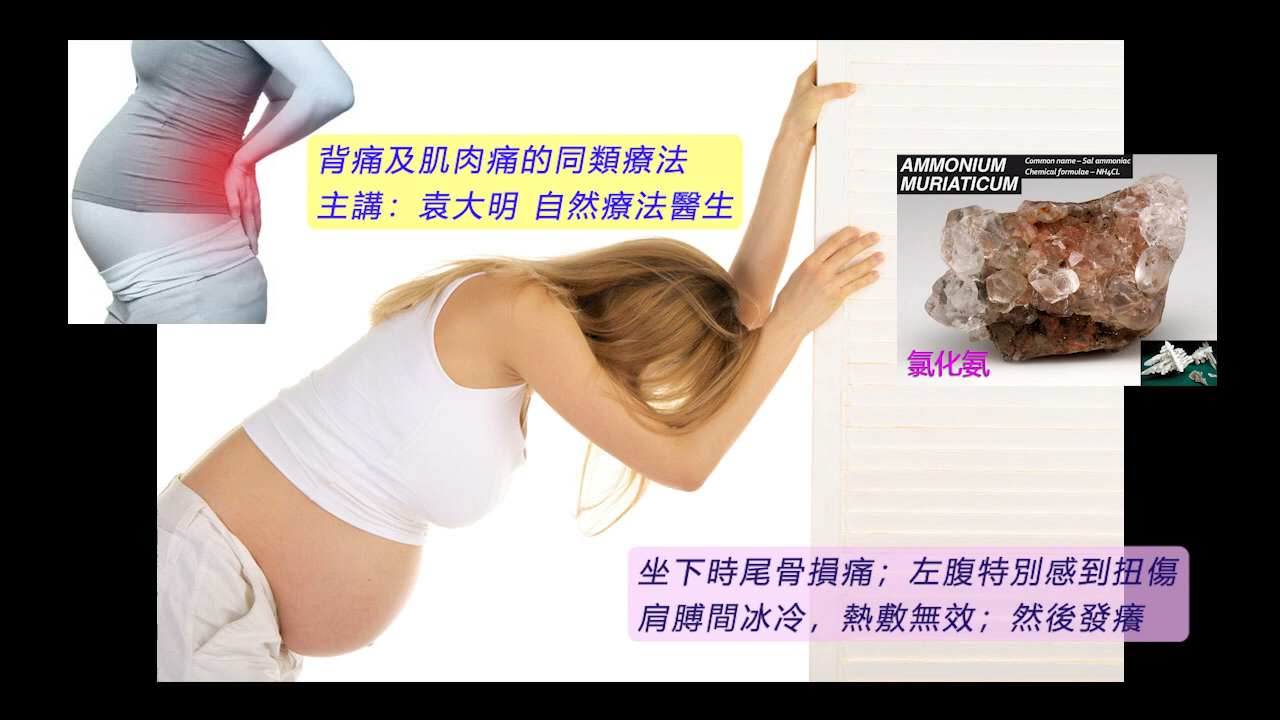 背痛及肌肉痛的同類療法
主講：袁大明 自然療法醫生
AMMONIUM
MURIATICUM
Common name – Sal ammoniac
Chemical formulae – NH4CL
氯化氨
坐下時尾骨損痛；左腹特別感到扭傷
肩膊間冰冷，熱敷無效；然後發癢